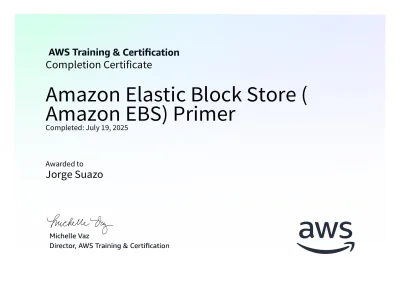 AWS Training & Certification
Completion Certificate
Amazon Elastic Block Store (
Amazon EBS) Primer
Completed: July 19, 2025
Awarded to
Jorge Suazo
Michelle Vaz
Michelle Vaz
Director, AWS Training & Certification
aws